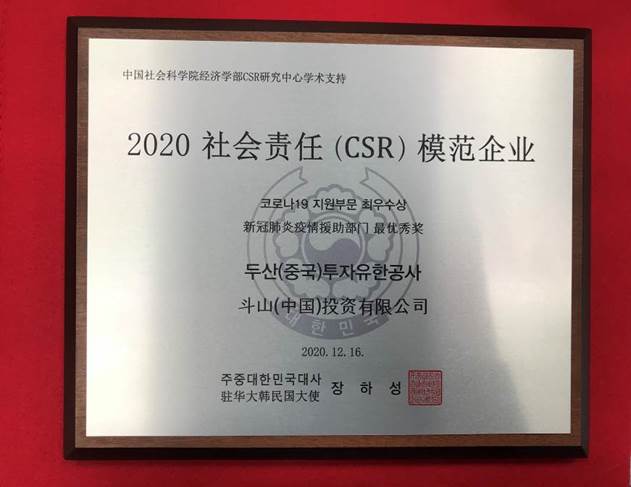 中国社会科学院经济学部CSR研究中心学术支持
2020 社会责任(CSR)模范企业
코로나19 지원부문 최우수상
新冠肺炎疫情援助部门 最优秀奖
두산(중국)투자유한공사
斗山(中国)投资有限公司
대한민국
2020.12.16.
주중대한민국대사
驻华大韩民国大使
장 하 성